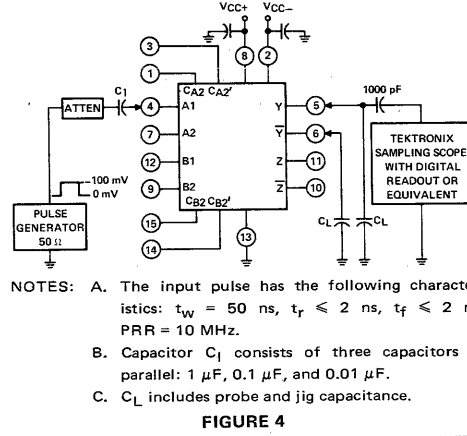 VCC+ VCC−
3
8 2
1
CA2 CA2'
C1
ATTEN 4 A1
Y 5
1000 pF
7 A2
Y 6
TEKTRONIX
SAMPLING SCOPE
WITH DIGITAL
READOUT OR
EQUIVALENT
12 B1
Z 11
100 mV
0 mV
9 B2
Z 10
CB2 CB2'
PULSE
GENERATOR
50 Ω
15
14
13
CL CL
NOTES: A. The input pulse has the following characte
istics: tw = 50 ns, tr ⩽ 2 ns, tf ⩽ 2 n
PRR = 10 MHz.
B. Capacitor CI consists of three capacitors
parallel: 1 μF, 0.1 μF, and 0.01 μF.
C. CL includes probe and jig capacitance.
FIGURE 4